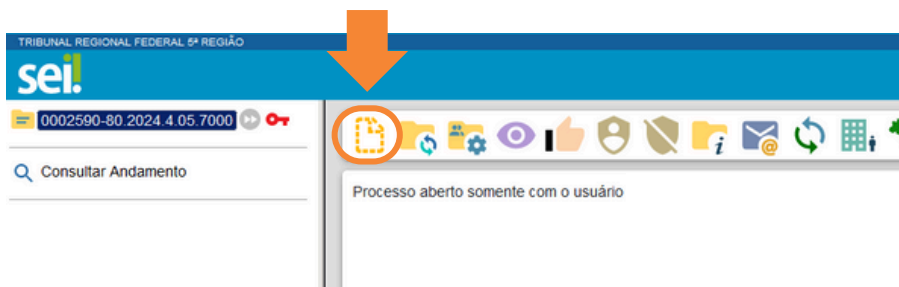 TRIBUNAL REGIONAL FEDERAL 5ª REGIÃO
sei!
0002590-80.2024.4.05.7000
Consultar Andamento
Processo aberto somente com o usuário